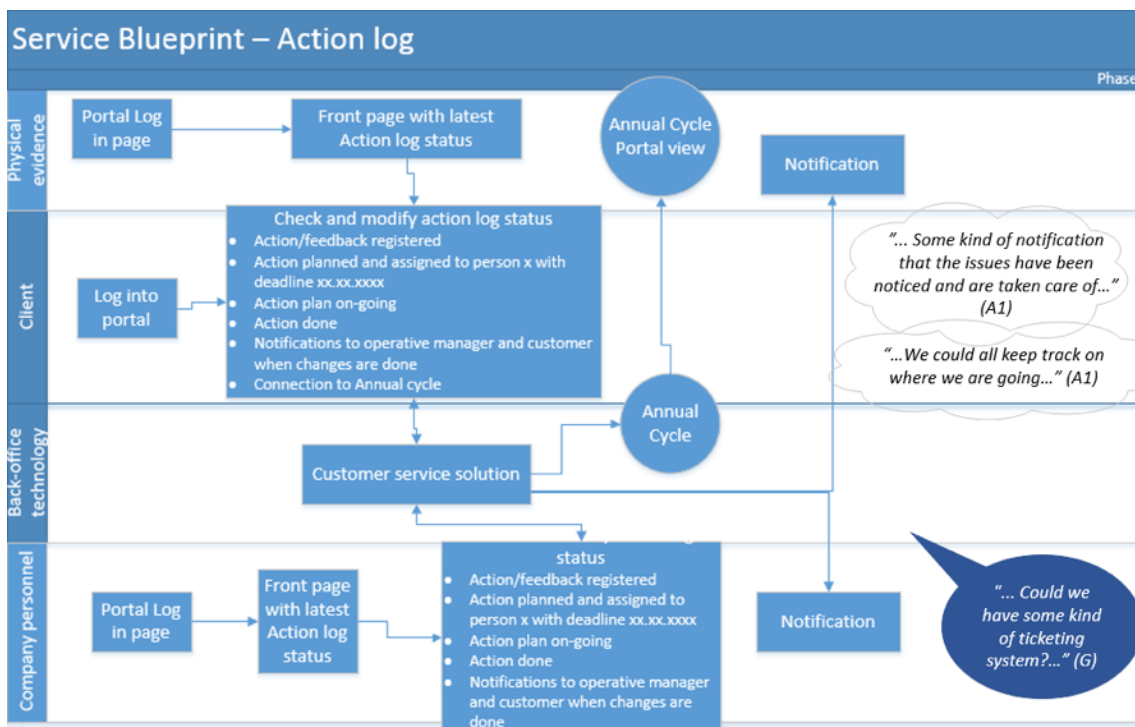 Service Blueprint – Action log
Phase
Physical
evidence
Portal Log
in page
Front page with latest
Action log status
Annual Cycle
Portal view
Notification
Client
Log into
portal
Check and modify action log status
● Action/feedback registered
● Action planned and assigned to person x with
deadline xx.xx.xxxx
● Action plan on-going
● Action done
● Notifications to operative manager and customer
when changes are done
● Connection to Annual cycle
"... Some kind of notification
that the issues have been
noticed and are taken care of..."
(A1)
"...We could all keep track on
where we are going..." (A1)
Back-office
technology
Customer service solution
Annual
Cycle
Company personnel
Portal Log
in page
Front page
with latest
Action log
status
status
● Action/feedback registered
● Action planned and assigned to
person x with deadline xx.xx.xxxx
● Action plan on-going
● Action done
● Notifications to operative manager
and customer when changes are
done
Notification
"... Could we
have some kind
of ticketing
system?..." (G)